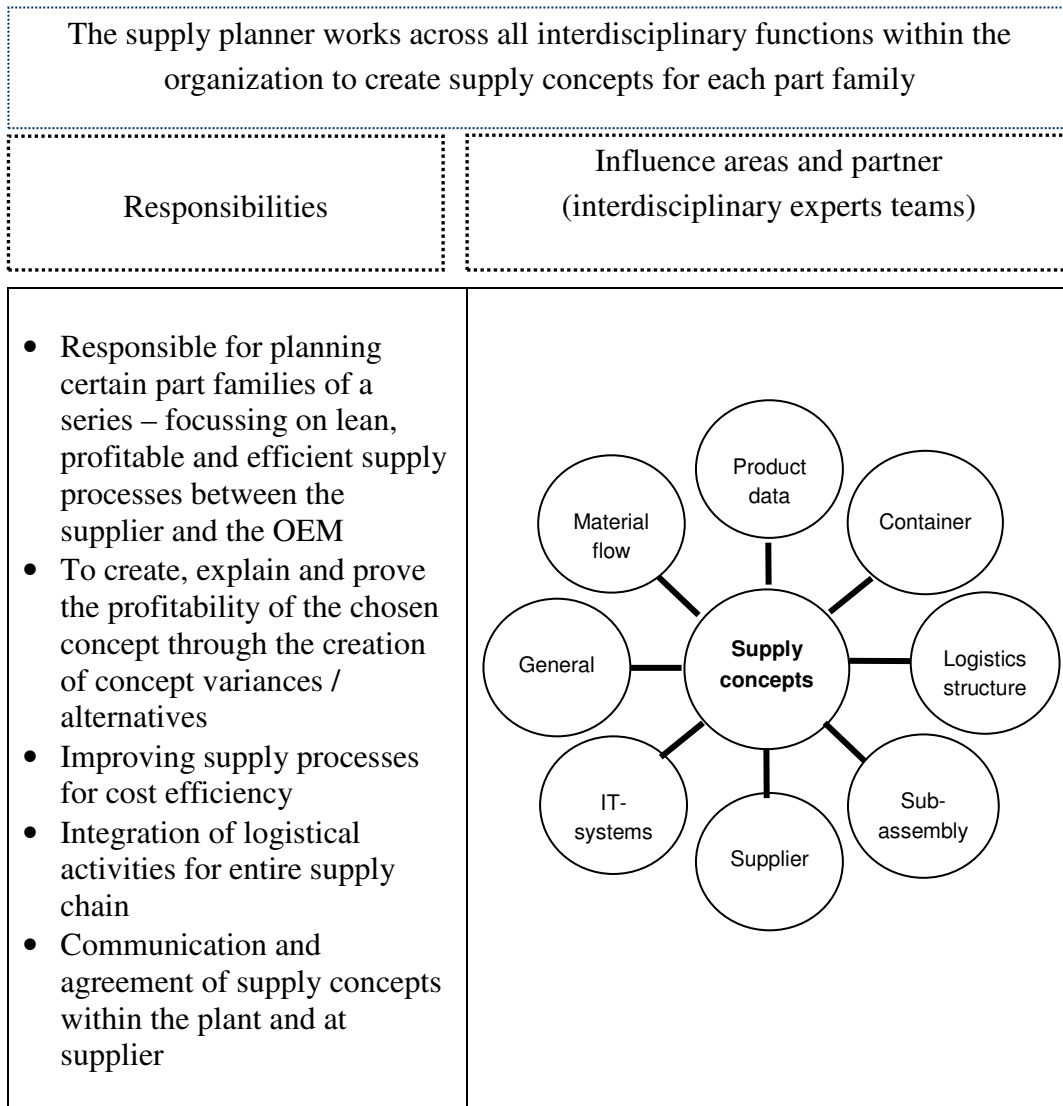 The supply planner works across all interdisciplinary functions within the
organization to create supply concepts for each part family
Responsibilities
Influence areas and partner
(interdisciplinary experts teams)
• Responsible for planning
certain part families of a
series – focussing on lean,
profitable and efficient supply
processes between the
supplier and the OEM
• To create, explain and prove
the profitability of the chosen
concept through the creation
of concept variances /
alternatives
• Improving supply processes
for cost efficiency
• Integration of logistical
activities for entire supply
chain
• Communication and
agreement of supply concepts
within the plant and at
supplier
Product
data
Container
Logistics
structure
Sub-
assembly
Supplier
IT-
systems
General
Material
flow
Supply
concepts